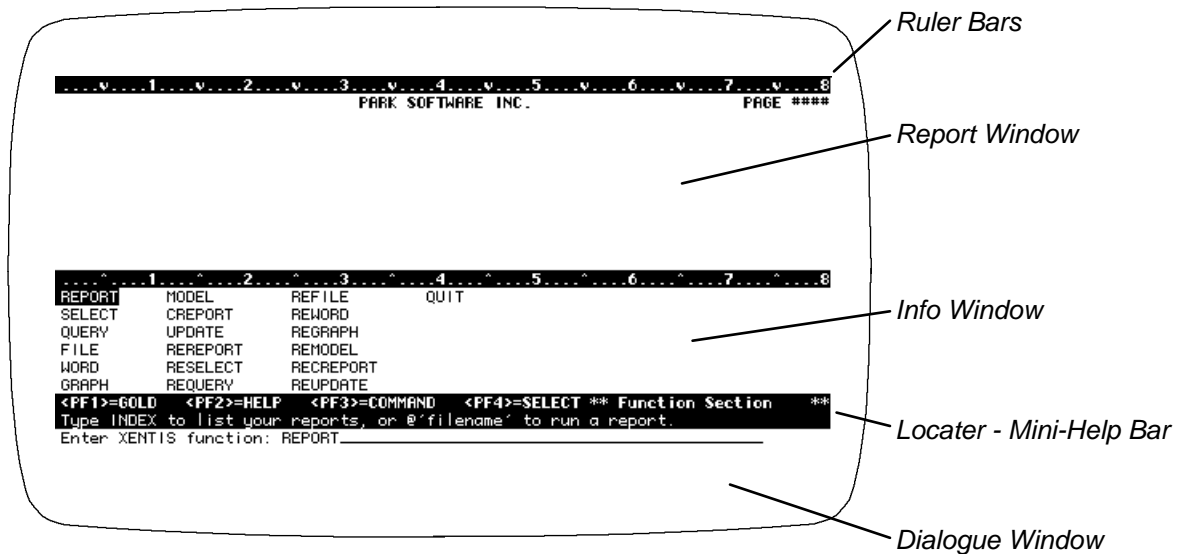 Ruler Bars
....v....1....v....2....v....3....v....4....v....5....v....6....v....7....v....8
PARK SOFTWARE INC. PAGE ####
Report Window
....^....1....^....2....^....3....^....4....^....5....^....6....^....7....^....8
REPORT MODEL REFILE QUIT
SELECT CREPORT REWORD
QUERY UPDATE REGRAPH
Info Window
FILE REREPORT REMODEL
WORD RESELECT RECREPORT
GRAPH REQUERY REUPDATE
<PF1>=GOLD <PF2>=HELP <PF3>=COMMAND <PF4>=SELECT ** Function Section **
Type INDEX to list your reports, or @'filename' to run a report.
Locater - Mini-Help Bar
Enter XENTIS function: REPORT
Dialogue Window